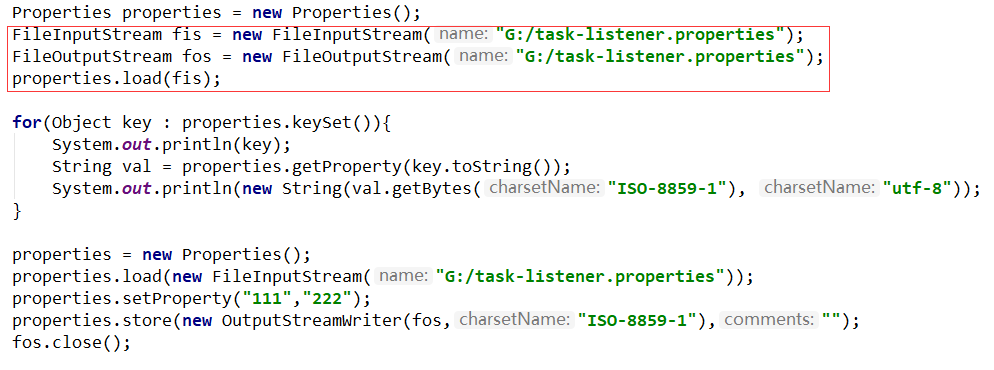 Properties properties = new Properties();
FileInputStream fis = new FileInputStream( name: "G:/task-listener.properties");
FileOutputStream fos = new FileOutputStream( name: "G:/task-listener.properties");
properties.load(fis);
for(Object key : properties.keySet()){
System.out.println(key);
String val = properties.getProperty(key.toString());
System.out.println(new String(val.getBytes( charsetName: "ISO-8859-1"), charsetName: "utf-8"));
}
properties = new Properties();
properties.load(new FileInputStream( name: "G:/task-listener.properties"));
properties.setProperty("111","222");
properties.store(new OutputStreamWriter(fos, charsetName: "ISO-8859-1"), comments: "");
fos.close();